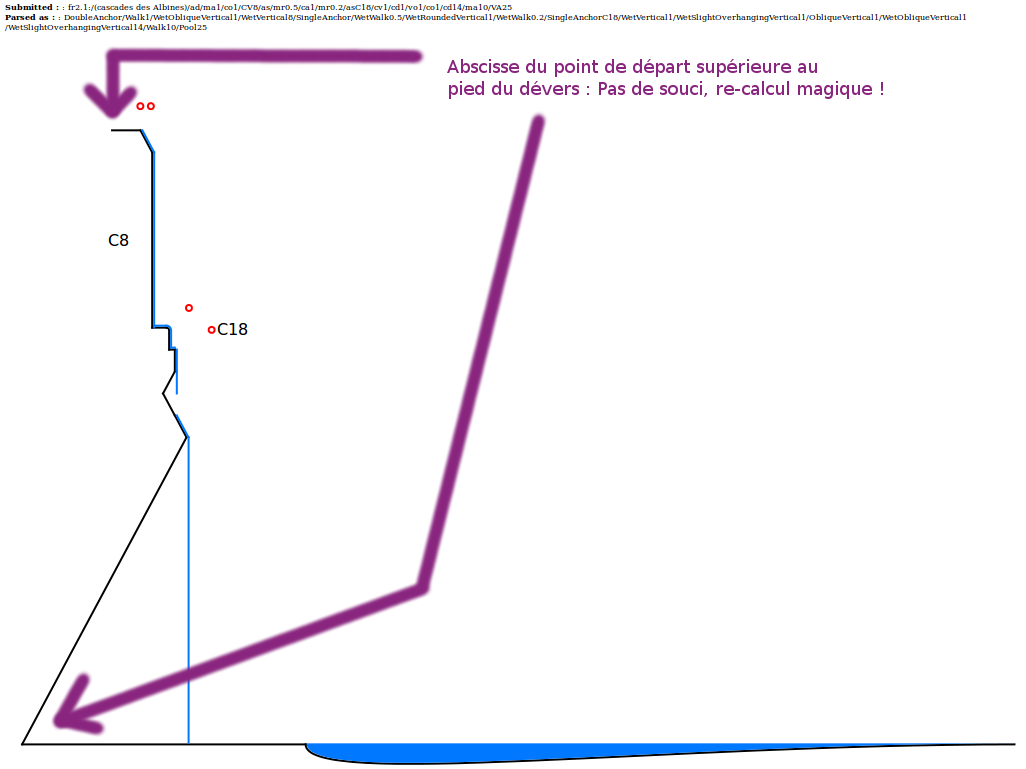 Submitted : : fr2.1:/(cascades des Albines)/ad/ma1/co1/CV8/as/mr0.5/ca1/mr0.2/asC18/cv1/cd1/vo1/co1/cd14/ma10/VA25
Parsed as : : DoubleAnchor/Walk1/WetObliqueVertical1/WetVertical8/SingleAnchor/WetWalk0.5/WetRoundedVertical1/WetWalk0.2/SingleAnchorC18/WetVertical1/WetSlightOverhangingVertical1/ObliqueVertical1/WetObliqueVertical1
/WetSlightOverhangingVertical14/Walk10/Pool25
Abscisse du point de départ supérieure au
pied du dévers : Pas de souci, re-calcul magique !
C8
C18